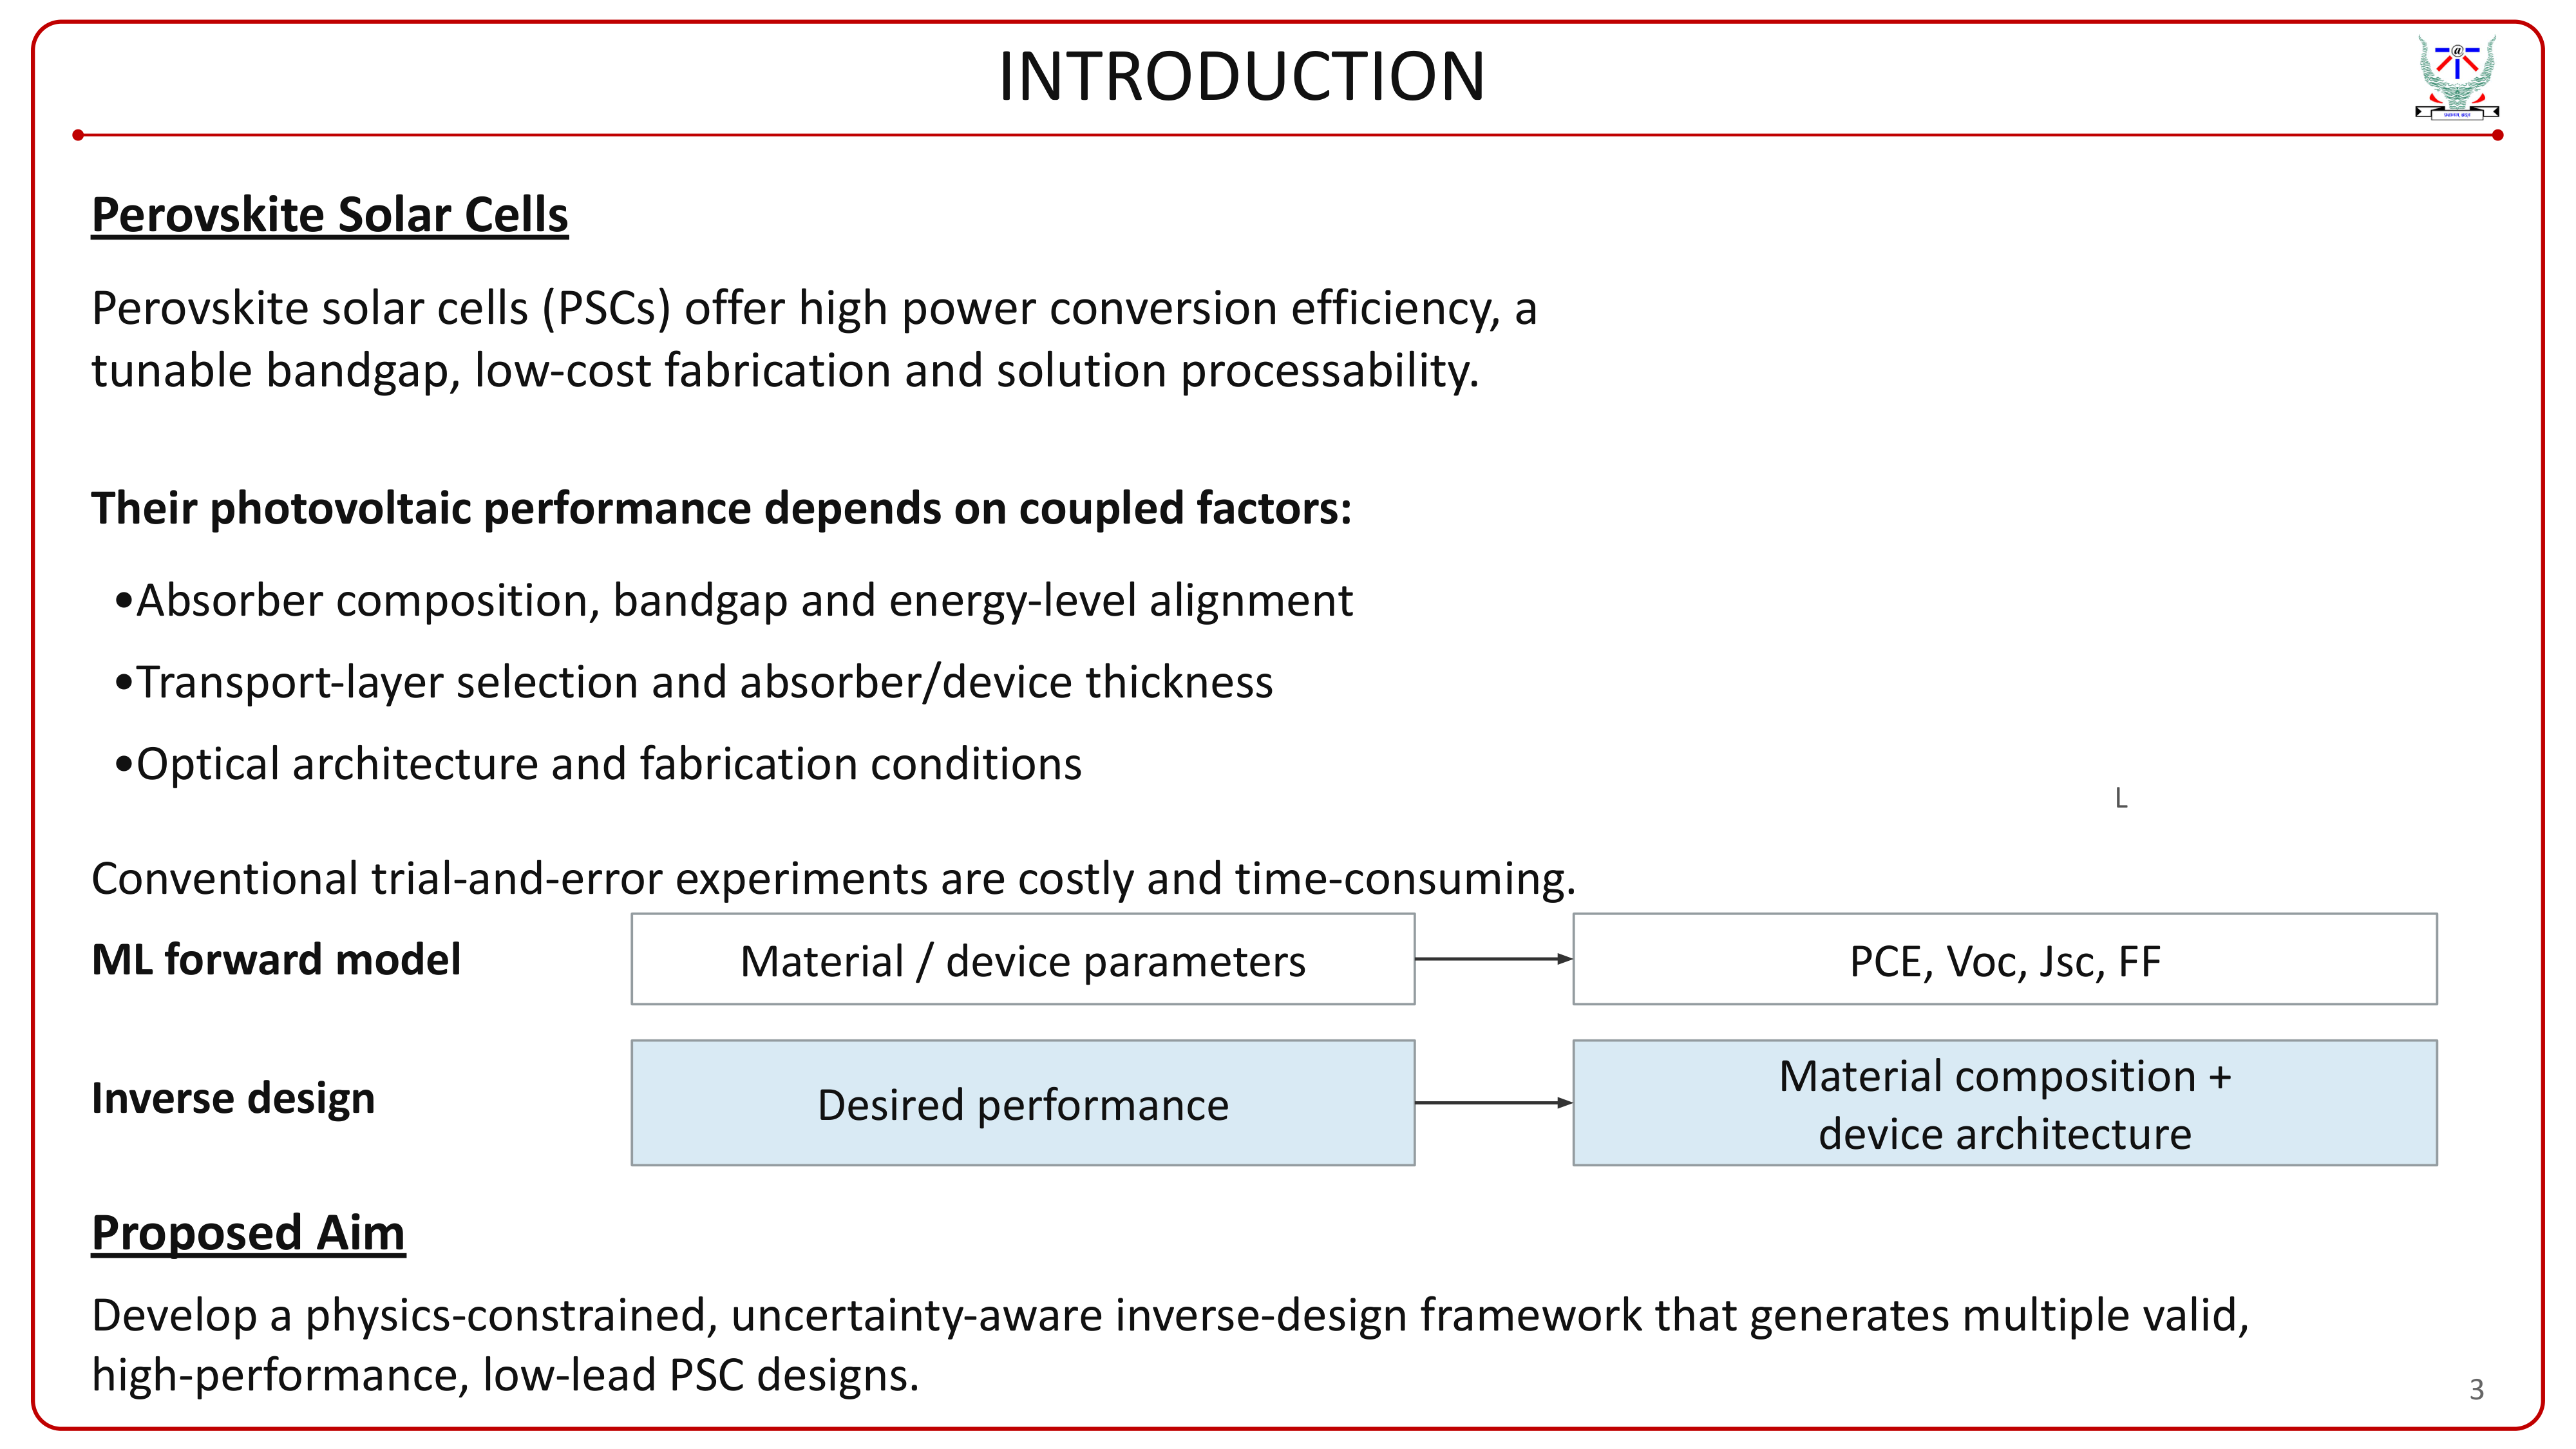 INTRODUCTION
@
Perovskite Solar Cells
Perovskite solar cells (PSCs) offer high power conversion efficiency, a
tunable bandgap, low-cost fabrication and solution processability.
Their photovoltaic performance depends on coupled factors:
•Absorber composition, bandgap and energy-level alignment
•Transport-layer selection and absorber/device thickness
•Optical architecture and fabrication conditions
L
Conventional trial-and-error experiments are costly and time-consuming.
ML forward model
Material / device parameters
PCE, Voc, Jsc, FF
Inverse design
Desired performance
Material composition +
device architecture
Proposed Aim
Develop a physics-constrained, uncertainty-aware inverse-design framework that generates multiple valid,
high-performance, low-lead PSC designs.
3